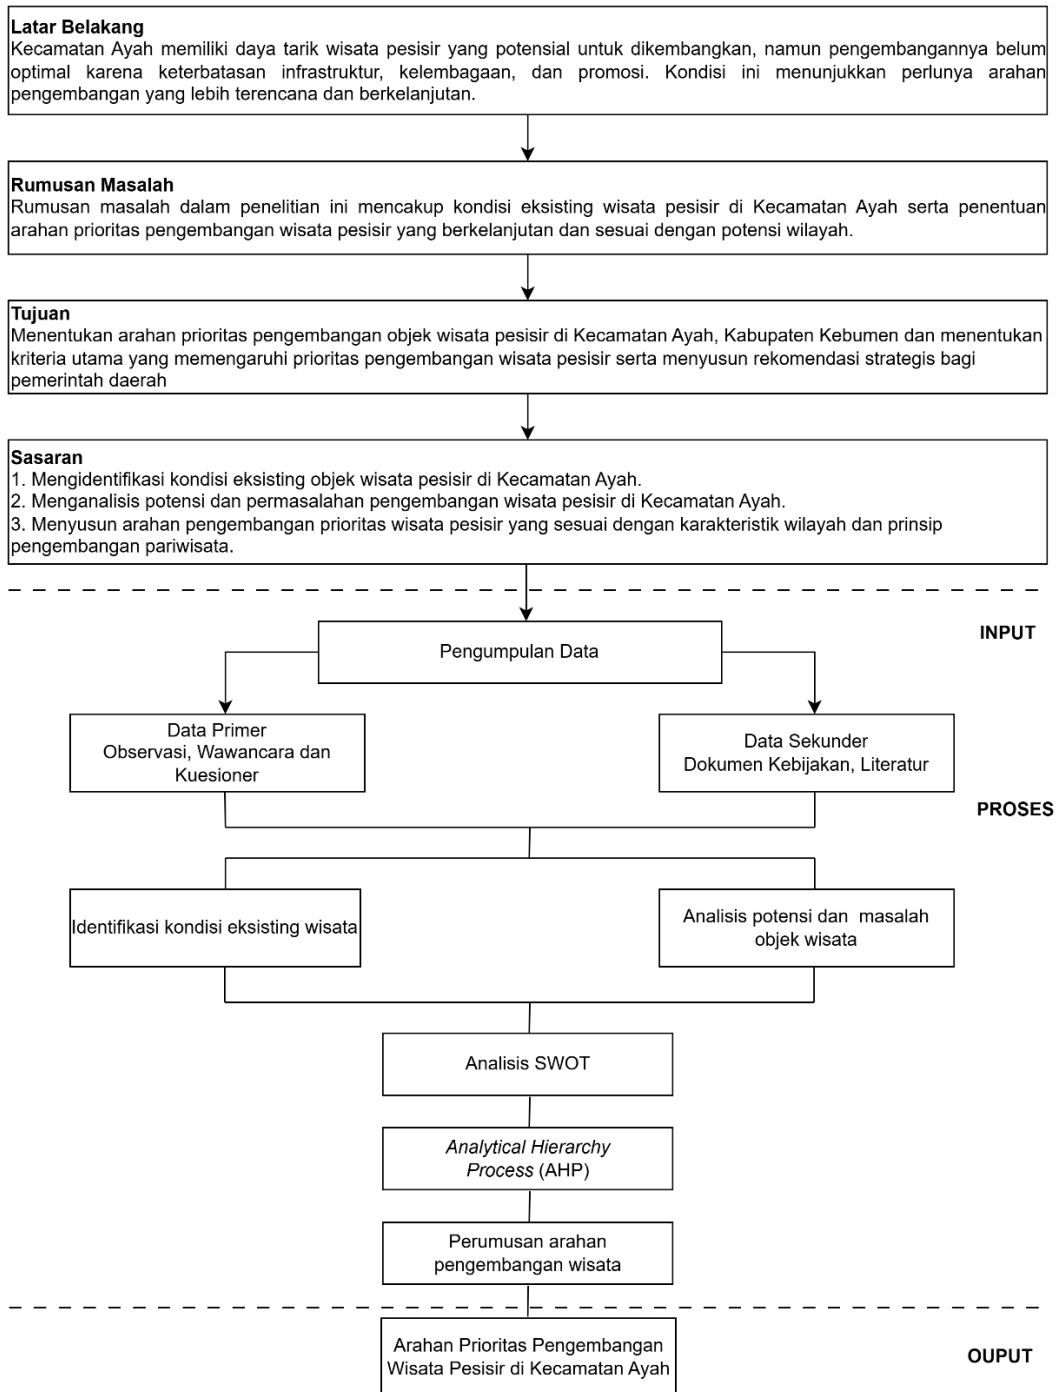 Latar Belakang
Kecamatan Ayah memiliki daya tarik wisata pesisir yang potensial untuk dikembangkan, namun pengembangannya belum
optimal karena keterbatasan infrastruktur, kelembagaan, dan promosi. Kondisi ini menunjukkan perlunya arahan
pengembangan yang lebih terencana dan berkelanjutan.
Rumusan Masalah
Rumusan masalah dalam penelitian ini mencakup kondisi eksisting wisata pesisir di Kecamatan Ayah serta penentuan
arahan prioritas pengembangan wisata pesisir yang berkelanjutan dan sesuai dengan potensi wilayah.
Tujuan
Menentukan arahan prioritas pengembangan objek wisata pesisir di Kecamatan Ayah, Kabupaten Kebumen dan menentukan
kriteria utama yang memengaruhi prioritas pengembangan wisata pesisir serta menyusun rekomendasi strategis bagi
pemerintah daerah
Sasaran
1. Mengidentifikasi kondisi eksisting objek wisata pesisir di Kecamatan Ayah.
2. Menganalisis potensi dan permasalahan pengembangan wisata pesisir di Kecamatan Ayah.
3. Menyusun arahan pengembangan prioritas wisata pesisir yang sesuai dengan karakteristik wilayah dan prinsip
pengembangan pariwisata.
INPUT
Pengumpulan Data
Data Primer
Observasi, Wawancara dan
Kuesioner
Data Sekunder
Dokumen Kebijakan, Literatur
PROSES
Identifikasi kondisi eksisting wisata
Analisis potensi dan masalah
objek wisata
Analisis SWOT
Analytical Hierarchy
Process (AHP)
Perumusan arahan
pengembangan wisata
Arahan Prioritas Pengembangan
Wisata Pesisir di Kecamatan Ayah
OUPUT